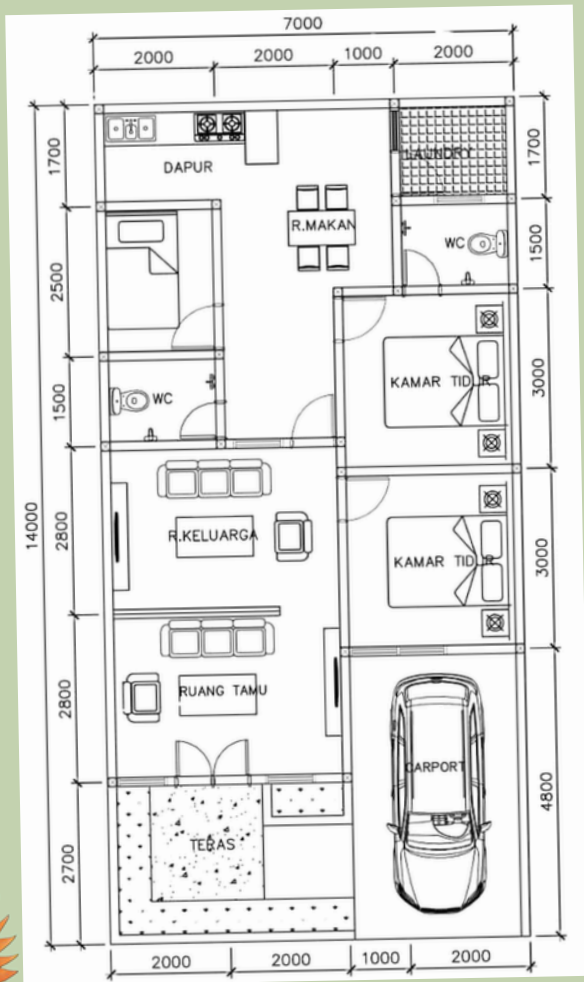 7000
2000 2000 1000 2000
1700
1700
DAPUR
LAUNDRY
R.MAKAN
WC
1500
2500
14000
KAMAR TIDUR
3000
WC
1500
R.KELUARGA
2800
KAMAR TIDUR
3000
RUANG TAMU
2800
CARPORT
4800
TERAS
2700
2000 2000 1000 2000